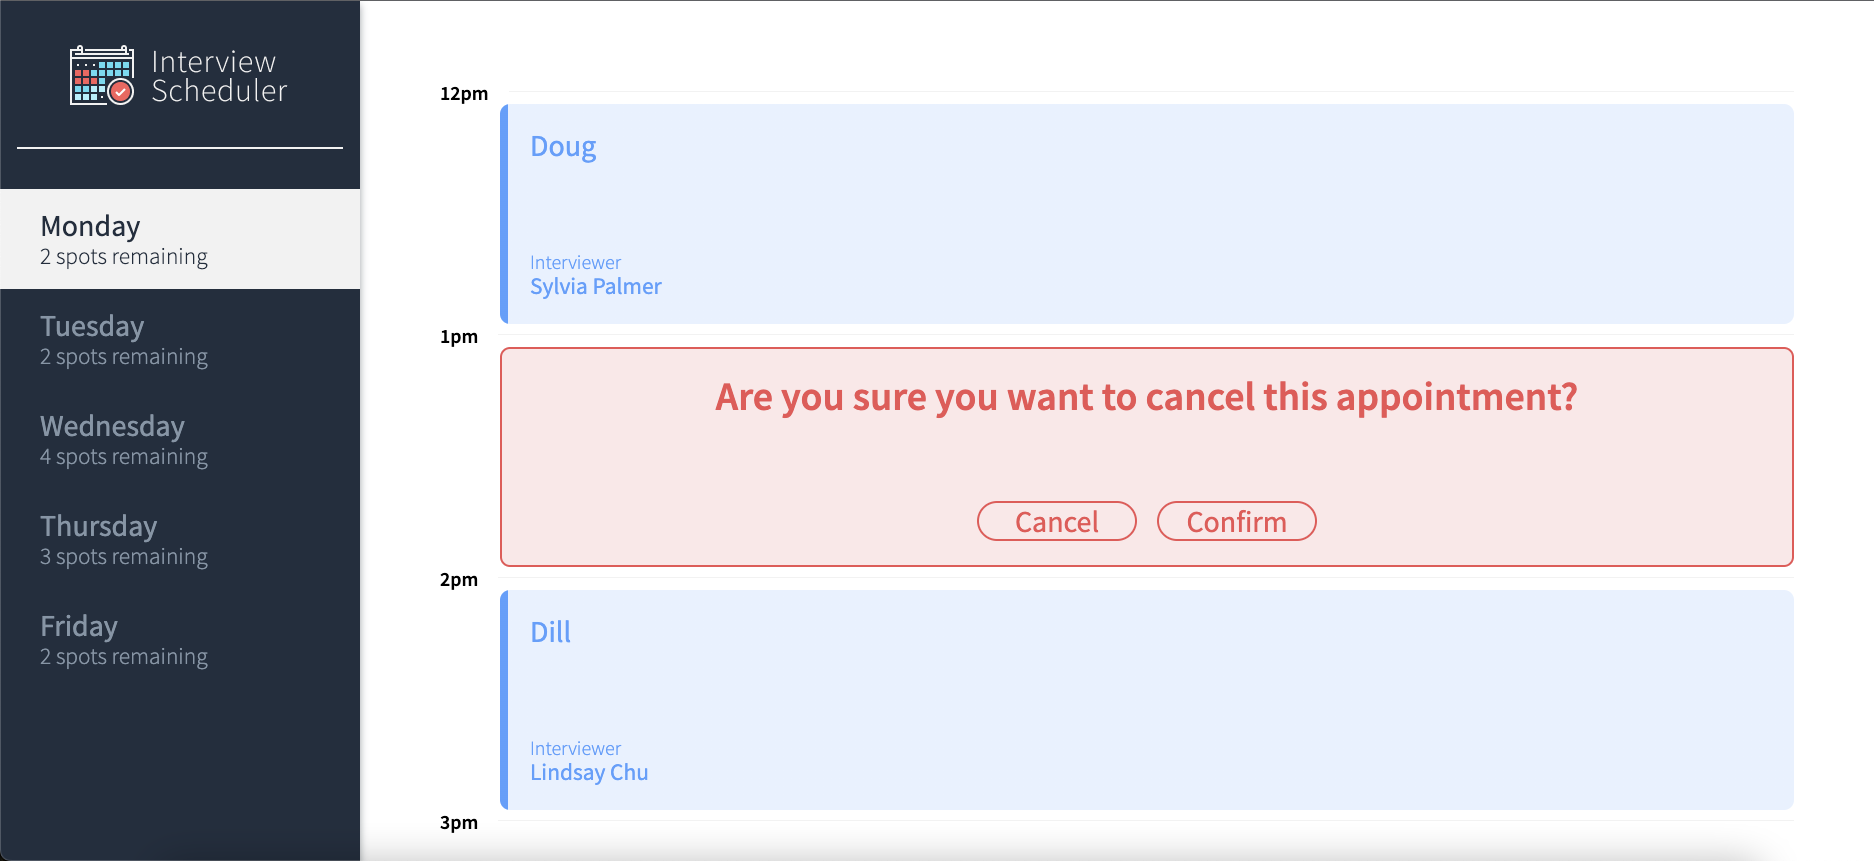 Interview
Scheduler
Monday
2 spots remaining
Tuesday
2 spots remaining
Wednesday
4 spots remaining
Thursday
3 spots remaining
Friday
2 spots remaining
12pm
Doug
Interviewer
Sylvia Palmer
1pm
Are you sure you want to cancel this appointment?
Cancel Confirm
2pm
Dill
Interviewer
Lindsay Chu
3pm